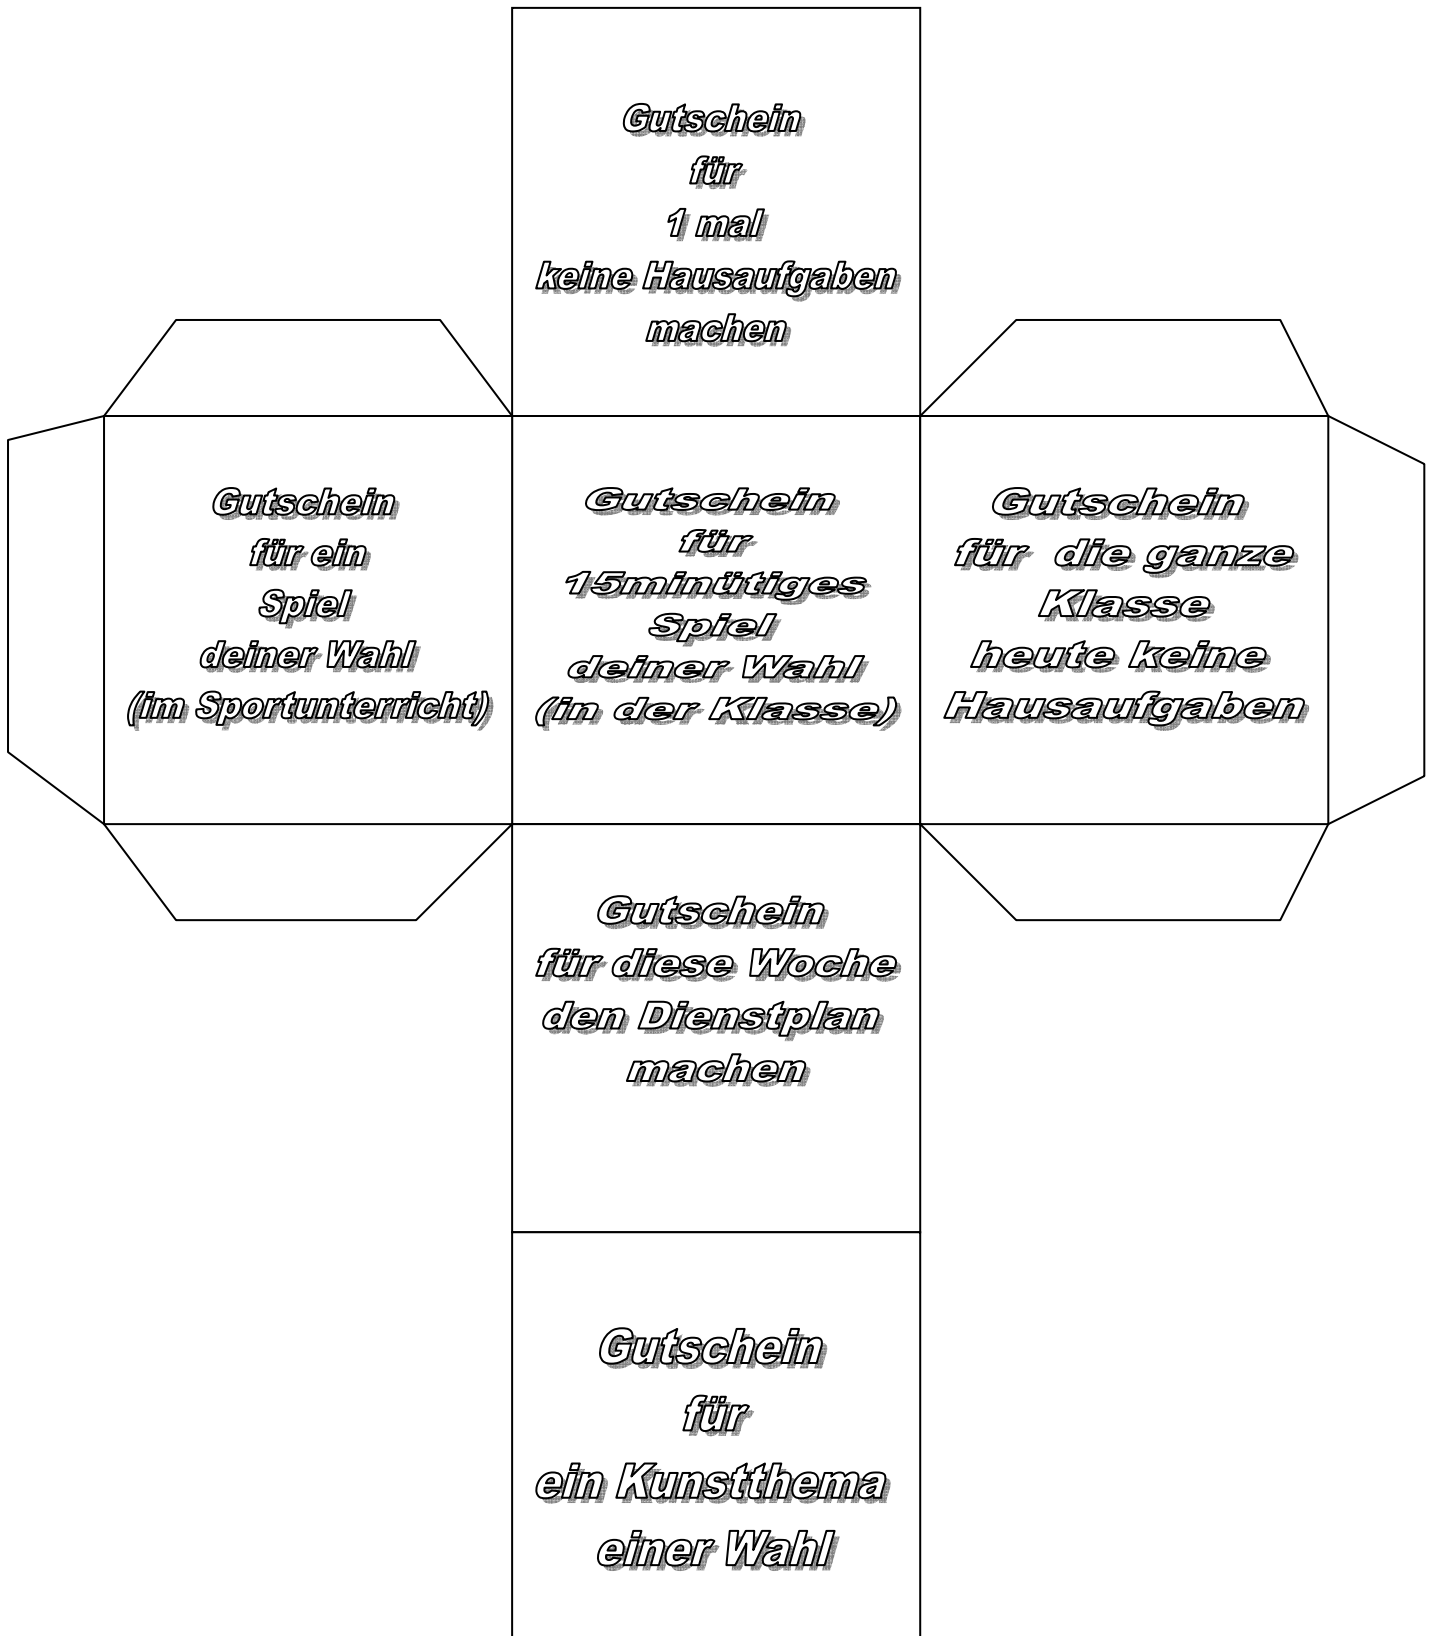 Gutschein
für
1 mal
keine Hausaufgaben
machen
Gutschein
für ein
Spiel
deiner Wahl
(im Sportunterricht)
Gutschein
für
15minütiges
Spiel
deiner Wahl
(in der Klasse)
Gutschein
für  die ganze
Klasse
heute keine
Hausaufgaben
Gutschein
für diese Woche
den Dienstplan
machen
Gutschein
für
ein Kunstthema
einer Wahl